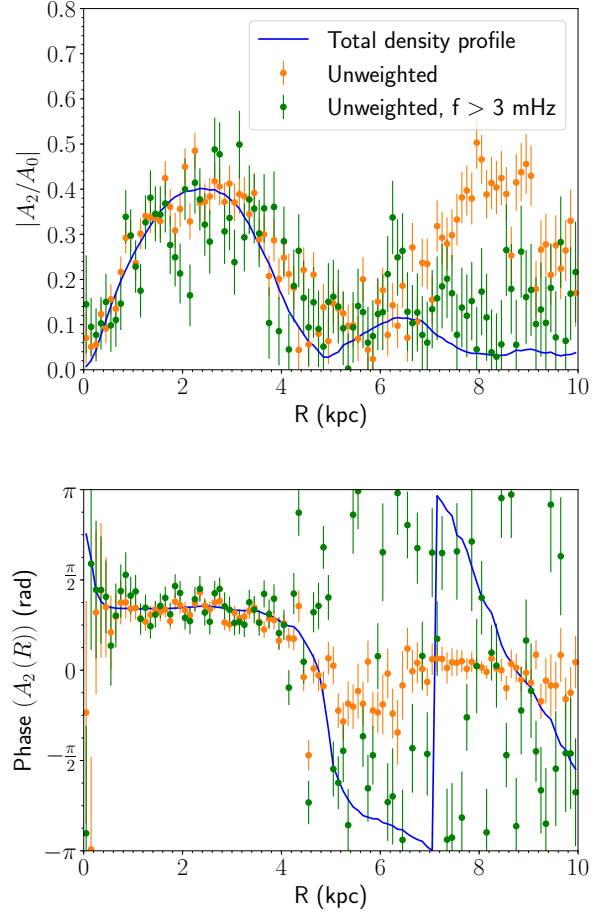 0.8
0.7
0.6
0.5
0.4
0.3
0.2
0.1
0.0
|A₂/A₀|
Total density profile
Unweighted
Unweighted, f > 3 mHz
0 2 4 6 8 10
R (kpc)
π
π/2
0
−π/2
−π
Phase (A₂ (R)) (rad)
0 2 4 6 8 10
R (kpc)